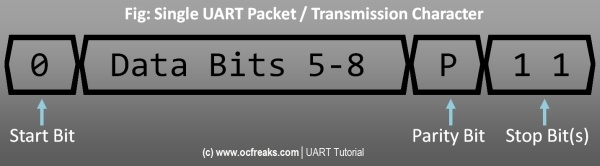 Fig: Single UART Packet / Transmission Character
0 Data Bits 5-8 P 1 1
Start Bit Parity Bit Stop Bit(s)
(c) www.ocfreaks.com | UART Tutorial